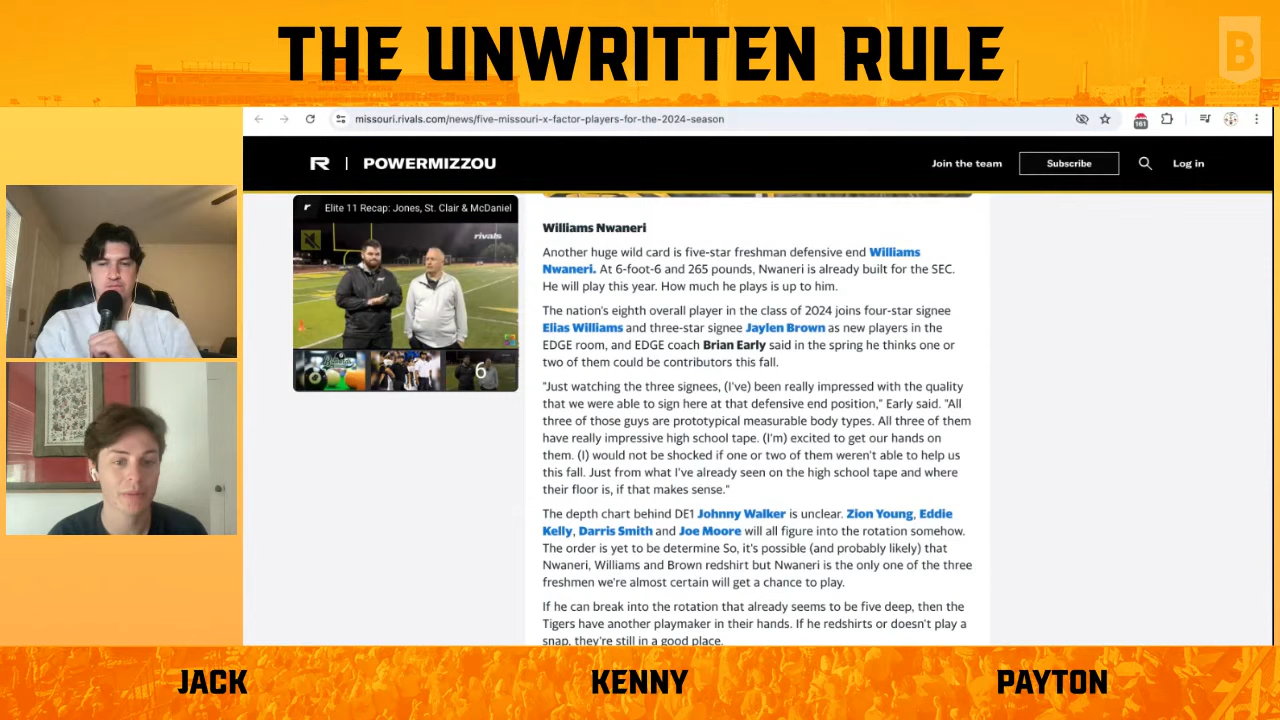 THE UNWRITTEN RULE
B
missouri.rivals.com/news/five-missouri-x-factor-players-for-the-2024-season
161
R | POWERMIZZOU
Join the team
Subscribe
Log in
Elite 11 Recap: Jones, St. Clair & McDaniel
rivals
6
Williams Nwaneri
Another huge wild card is five-star freshman defensive end Williams
Nwaneri. At 6-foot-6 and 265 pounds, Nwaneri is already built for the SEC.
He will play this year. How much he plays is up to him.
The nation's eighth overall player in the class of 2024 joins four-star signee
Elias Williams and three-star signee Jaylen Brown as new players in the
EDGE room, and EDGE coach Brian Early said in the spring he thinks one or
two of them could be contributors this fall.
"Just watching the three signees, (I've) been really impressed with the quality
that we were able to sign here at that defensive end position," Early said. "All
three of those guys are prototypical measurable body types. All three of them
have really impressive high school tape. (I'm) excited to get our hands on
them. (I) would not be shocked if one or two of them weren't able to help us
this fall. Just from what I've already seen on the high school tape and where
their floor is, if that makes sense."
The depth chart behind DE1 Johnny Walker is unclear. Zion Young, Eddie
Kelly, Darris Smith and Joe Moore will all figure into the rotation somehow.
The order is yet to be determine So, it's possible (and probably likely) that
Nwaneri, Williams and Brown redshirt but Nwaneri is the only one of the three
freshmen we're almost certain will get a chance to play.
If he can break into the rotation that already seems to be five deep, then the
Tigers have another playmaker in their hands. If he redshirts or doesn't play a
snap, they're still in a good place.
JACK
KENNY
PAYTON